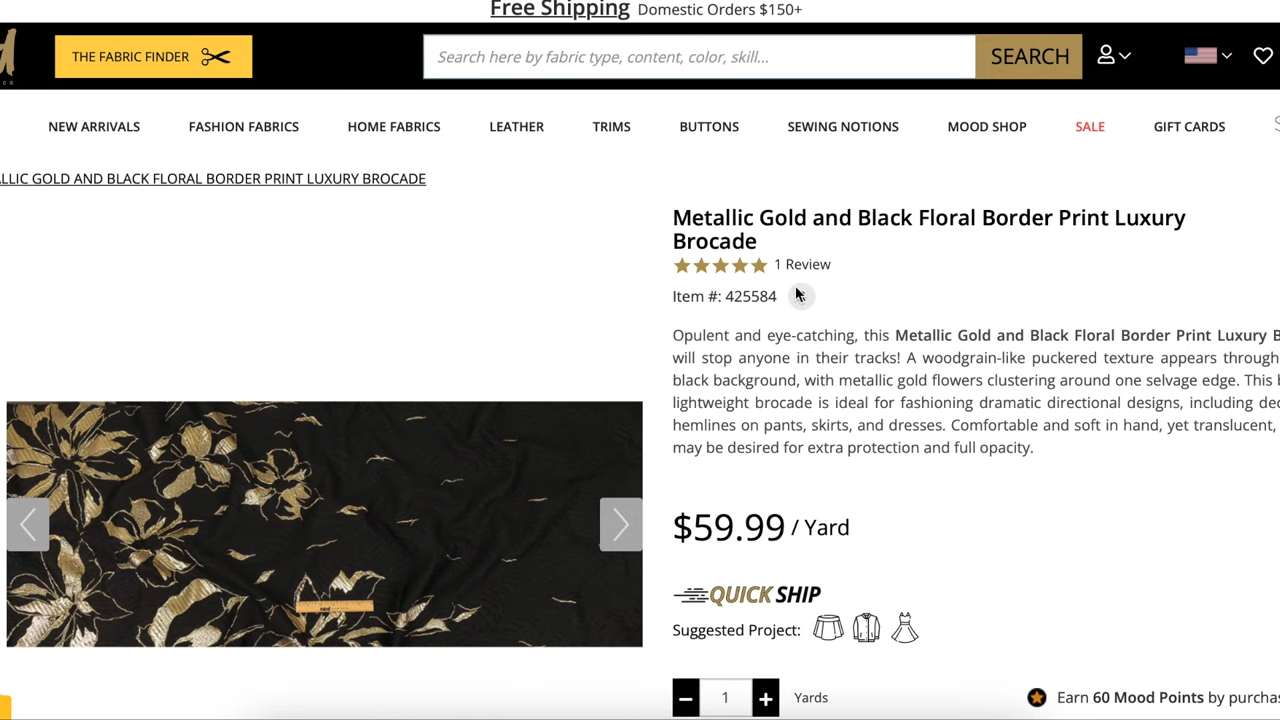 Free Shipping Domestic Orders $150+
THE FABRIC FINDER
Search here by fabric type, content, color, skill...
SEARCH
NEW ARRIVALS FASHION FABRICS HOME FABRICS LEATHER TRIMS BUTTONS SEWING NOTIONS MOOD SHOP SALE GIFT CARDS
GOLD AND BLACK FLORAL BORDER PRINT LUXURY BROCADE
Metallic Gold and Black Floral Border Print Luxury
Brocade
1 Review
Item #: 425584
Opulent and eye-catching, this Metallic Gold and Black Floral Border Print Luxury
will stop anyone in their tracks! A woodgrain-like puckered texture appears
black background, with metallic gold flowers clustering around one selvage edge. This
lightweight brocade is ideal for fashioning dramatic directional designs, including
hemlines on pants, skirts, and dresses. Comfortable and soft in hand, yet translucent,
may be desired for extra protection and full opacity.
$59.99 / Yard
QUICK SHIP
Suggested Project:
1
Yards
Earn 60 Mood Points by